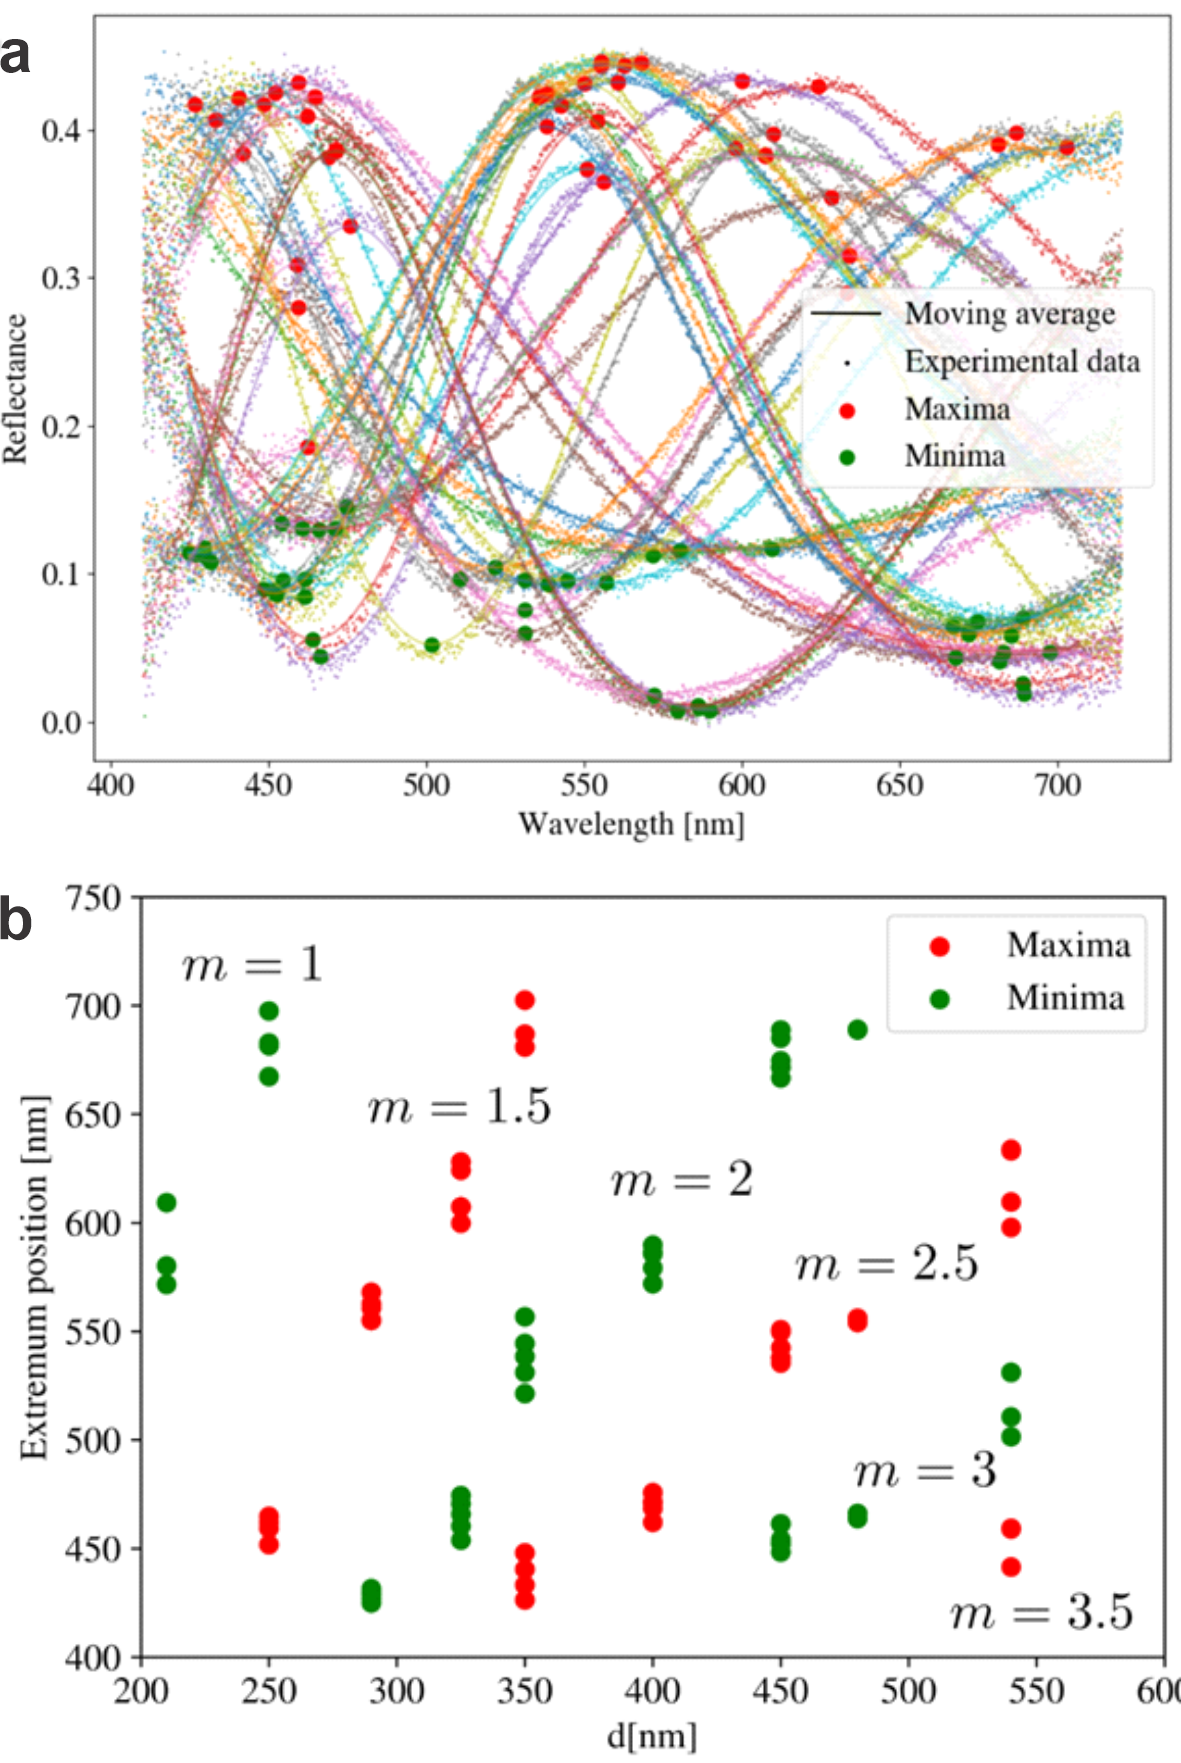 a
0.4
0.3
0.2
0.1
0.0
Reflectance
Moving average
Experimental data
Maxima
Minima
400 450 500 550 600 650 700
Wavelength [nm]
b
750
700
650
600
550
500
450
400
Extremum position [nm]
Maxima
Minima
m = 1
m = 1.5
m = 2
m = 2.5
m = 3
m = 3.5
200 250 300 350 400 450 500 550 600
d[nm]